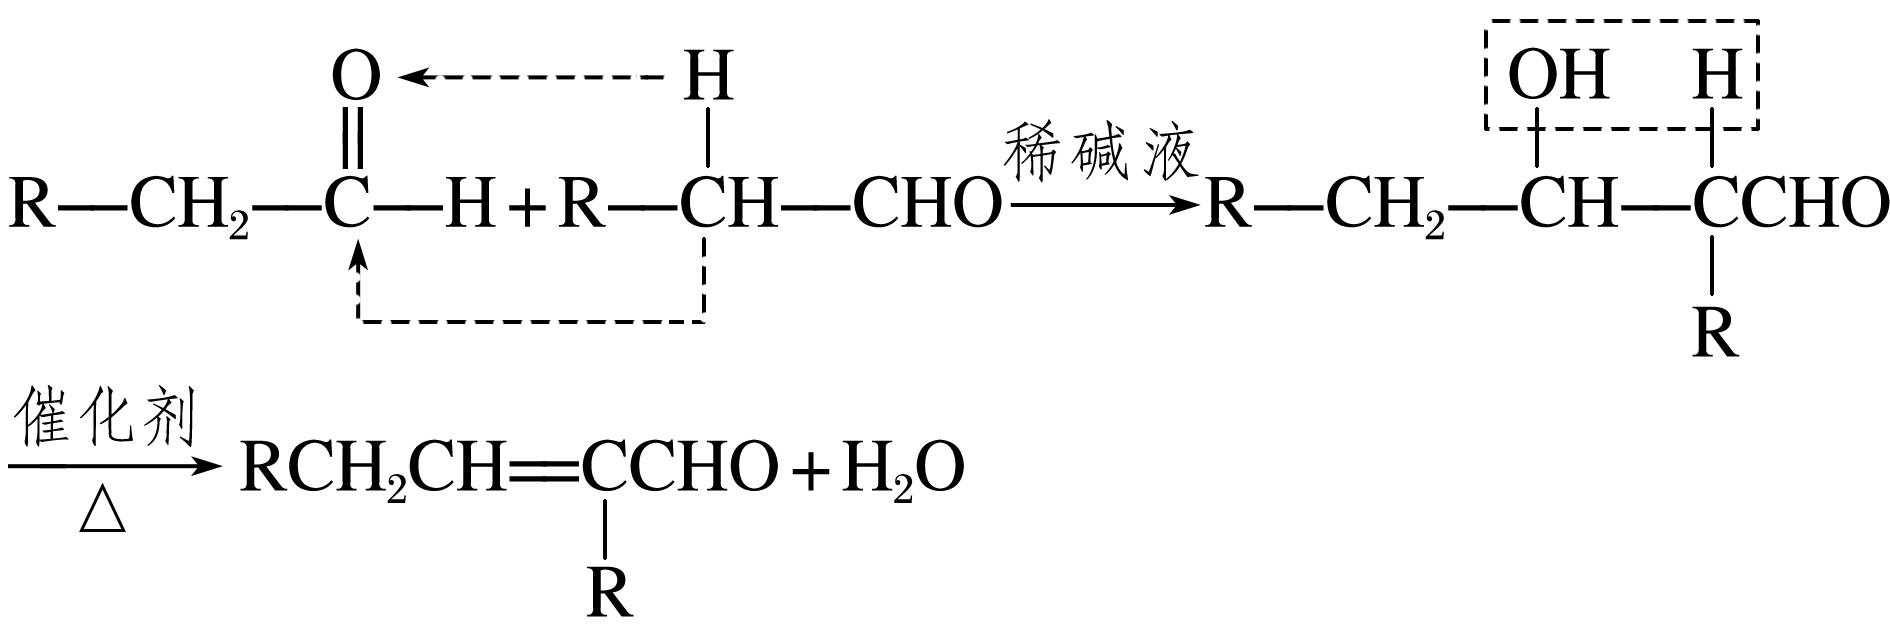 O H OH H
R—CH₂—C—H+R—CH—CHO 稀碱液 R—CH₂—CH—CCHO
R
催化剂
△ RCH₂CH=CCHO+H₂O
R